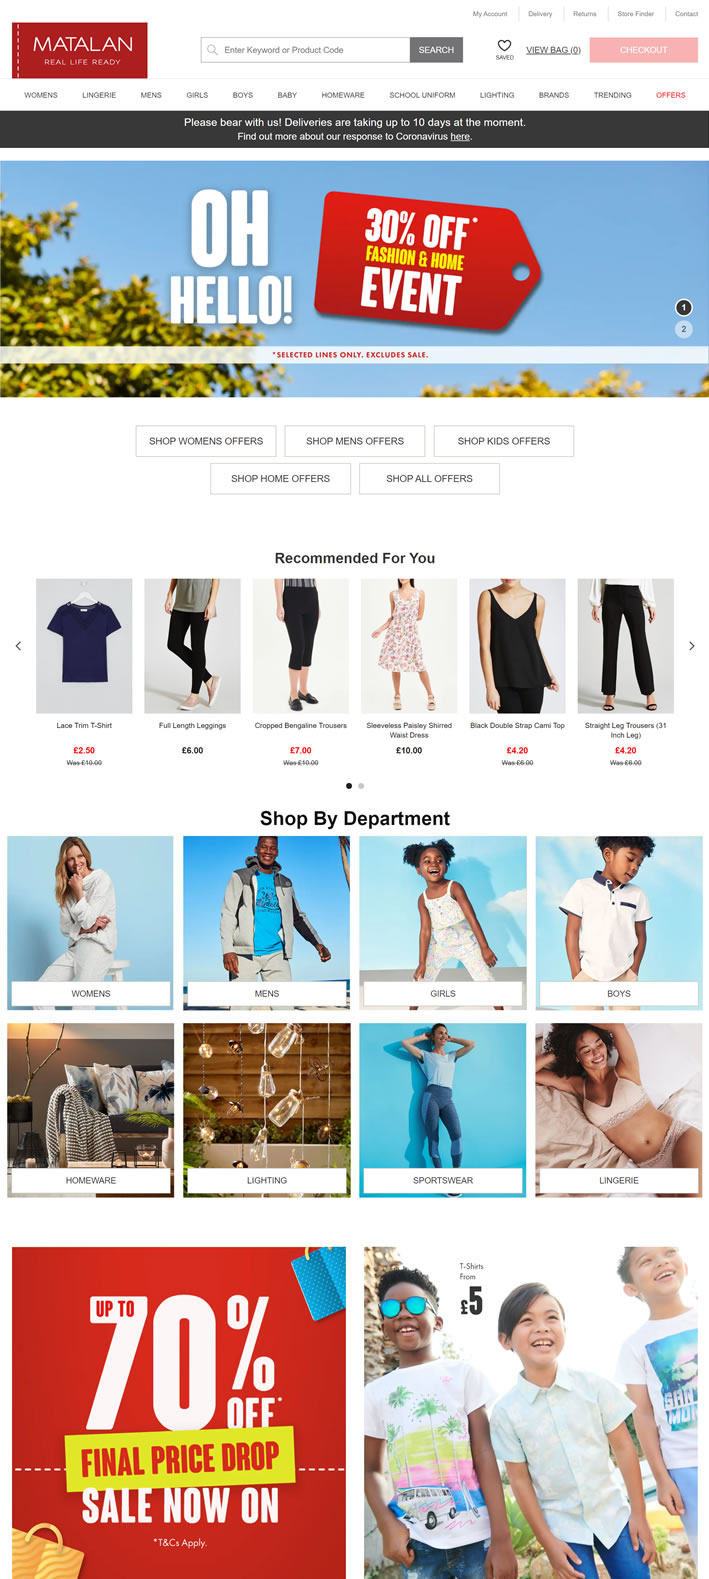 My Account
Delivery
Returns
Store Finder
Contact
MATALAN
REAL LIFE READY
Enter Keyword or Product Code
SEARCH
SAVED
VIEW BAG (0)
CHECKOUT
WOMENS
LINGERIE
MENS
GIRLS
BOYS
BABY
HOMEWARE
SCHOOL UNIFORM
LIGHTING
BRANDS
TRENDING
OFFERS
Please bear with us! Deliveries are taking up to 10 days at the moment.
Find out more about our response to Coronavirus here.
OH
HELLO!
30% OFF*
FASHION & HOME
EVENT
1
2
*SELECTED LINES ONLY. EXCLUDES SALE.
SHOP WOMENS OFFERS
SHOP MENS OFFERS
SHOP KIDS OFFERS
SHOP HOME OFFERS
SHOP ALL OFFERS
Recommended For You
Lace Trim T-Shirt
£2.50
Was £10.00
Full Length Leggings
£6.00
Cropped Bengaline Trousers
£7.00
Was £10.00
Sleeveless Paisley Shirred
Waist Dress
£10.00
Black Double Strap Cami Top
£4.20
Was £6.00
Straight Leg Trousers (31
Inch Leg)
£4.20
Was £6.00
Shop By Department
WOMENS
MENS
GIRLS
BOYS
HOMEWARE
LIGHTING
SPORTSWEAR
LINGERIE
UP TO
70%
OFF*
FINAL PRICE DROP
SALE NOW ON
*T&Cs Apply.
T-Shirts
From
£5